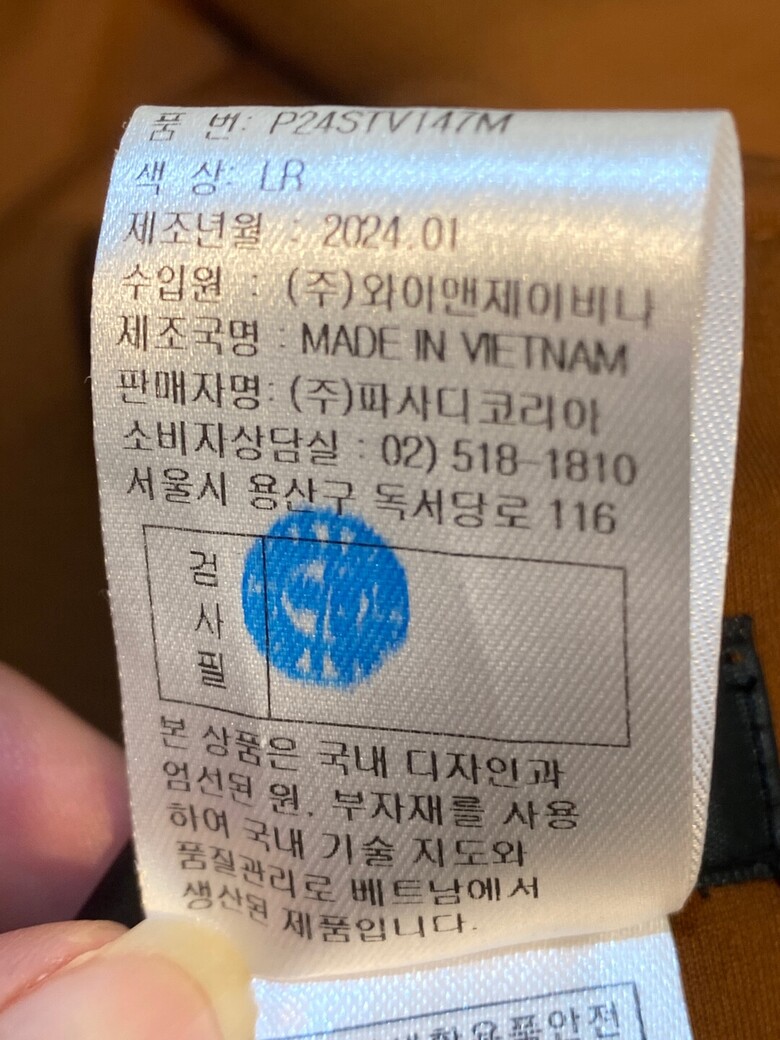 품 번: P24STV147M
색 상: LR
제조년월 : 2024.01
수입원 : (주)와이앤제이비나
제조국명 : MADE IN VIETNAM
판매자명: (주)파사디코리아
소비자상담실 : 02) 518-1810
서울시 용산구 독서당로 116
검
사
필
본 상품은 국내 디자인과
엄선된 원, 부자재를 사용
하여 국내 기술 지도와
품질관리로 베트남에서
생산된 제품입니다.